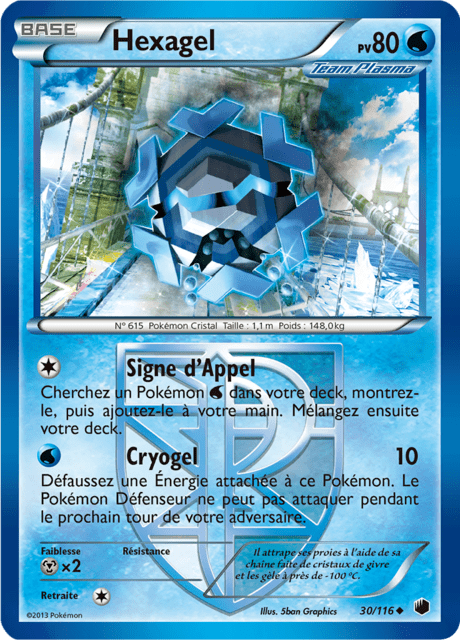 BASE
Hexagel
PV80
Team Plasma
N° 615 Pokémon Cristal Taille : 1,1 m Poids : 148,0 kg
Signe d'Appel
Cherchez un Pokémon dans votre deck, montrez-
le, puis ajoutez-le à votre main. Mélangez ensuite
votre deck.
Cryogel 10
Défaussez une Énergie attachée à ce Pokémon. Le
Pokémon Défenseur ne peut pas attaquer pendant
le prochain tour de votre adversaire.
Faiblesse Résistance
×2
Il attrape ses proies à l'aide de sa
chaîne faite de cristaux de givre
et les gèle à près de -100 °C.
Retraite
©2013 Pokémon
Illus. 5ban Graphics
30/116